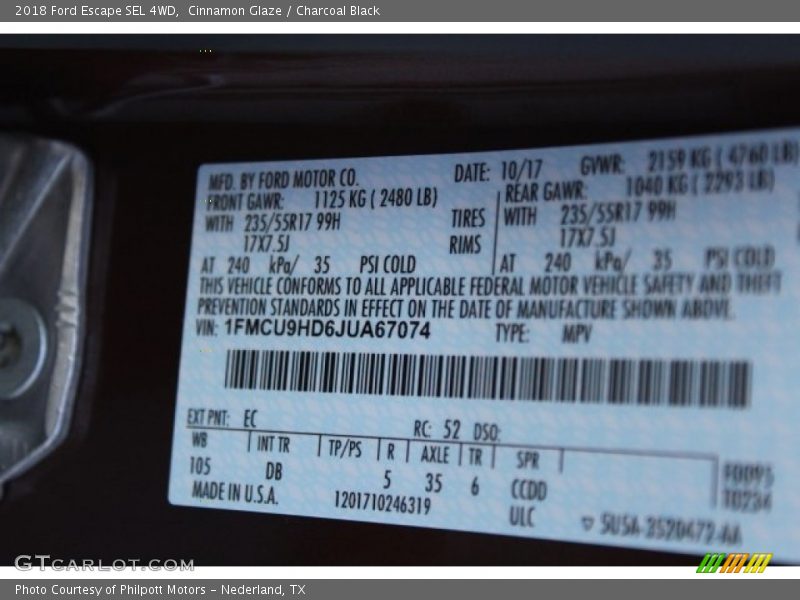 2018 Ford Escape SEL 4WD, Cinnamon Glaze / Charcoal Black
MFD. BY FORD MOTOR CO. DATE: 10/17 GVWR: 2159 KG ( 4760 LB)
FRONT GAWR: 1125 KG ( 2480 LB) REAR GAWR: 1040 KG ( 2293 LB)
WITH 235/55R17 99H TIRES WITH 235/55R17 99H
17X7.5J RIMS 17X7.5J
AT 240 kPa/ 35 PSI COLD AT 240 kPa/ 35 PSI COLD
THIS VEHICLE CONFORMS TO ALL APPLICABLE FEDERAL MOTOR VEHICLE SAFETY AND THEFT
PREVENTION STANDARDS IN EFFECT ON THE DATE OF MANUFACTURE SHOWN ABOVE.
VIN: 1FMCU9HD6JUA67074 TYPE: MPV
EXT PNT: EC RC: 52 DSO:
WB INT TR TP/PS R AXLE TR SPR
105 DB 5 35 6 CCDD
MADE IN U.S.A. 1201710246319 ULC
GTCarLot.com
Photo Courtesy of Philpott Motors - Nederland, TX